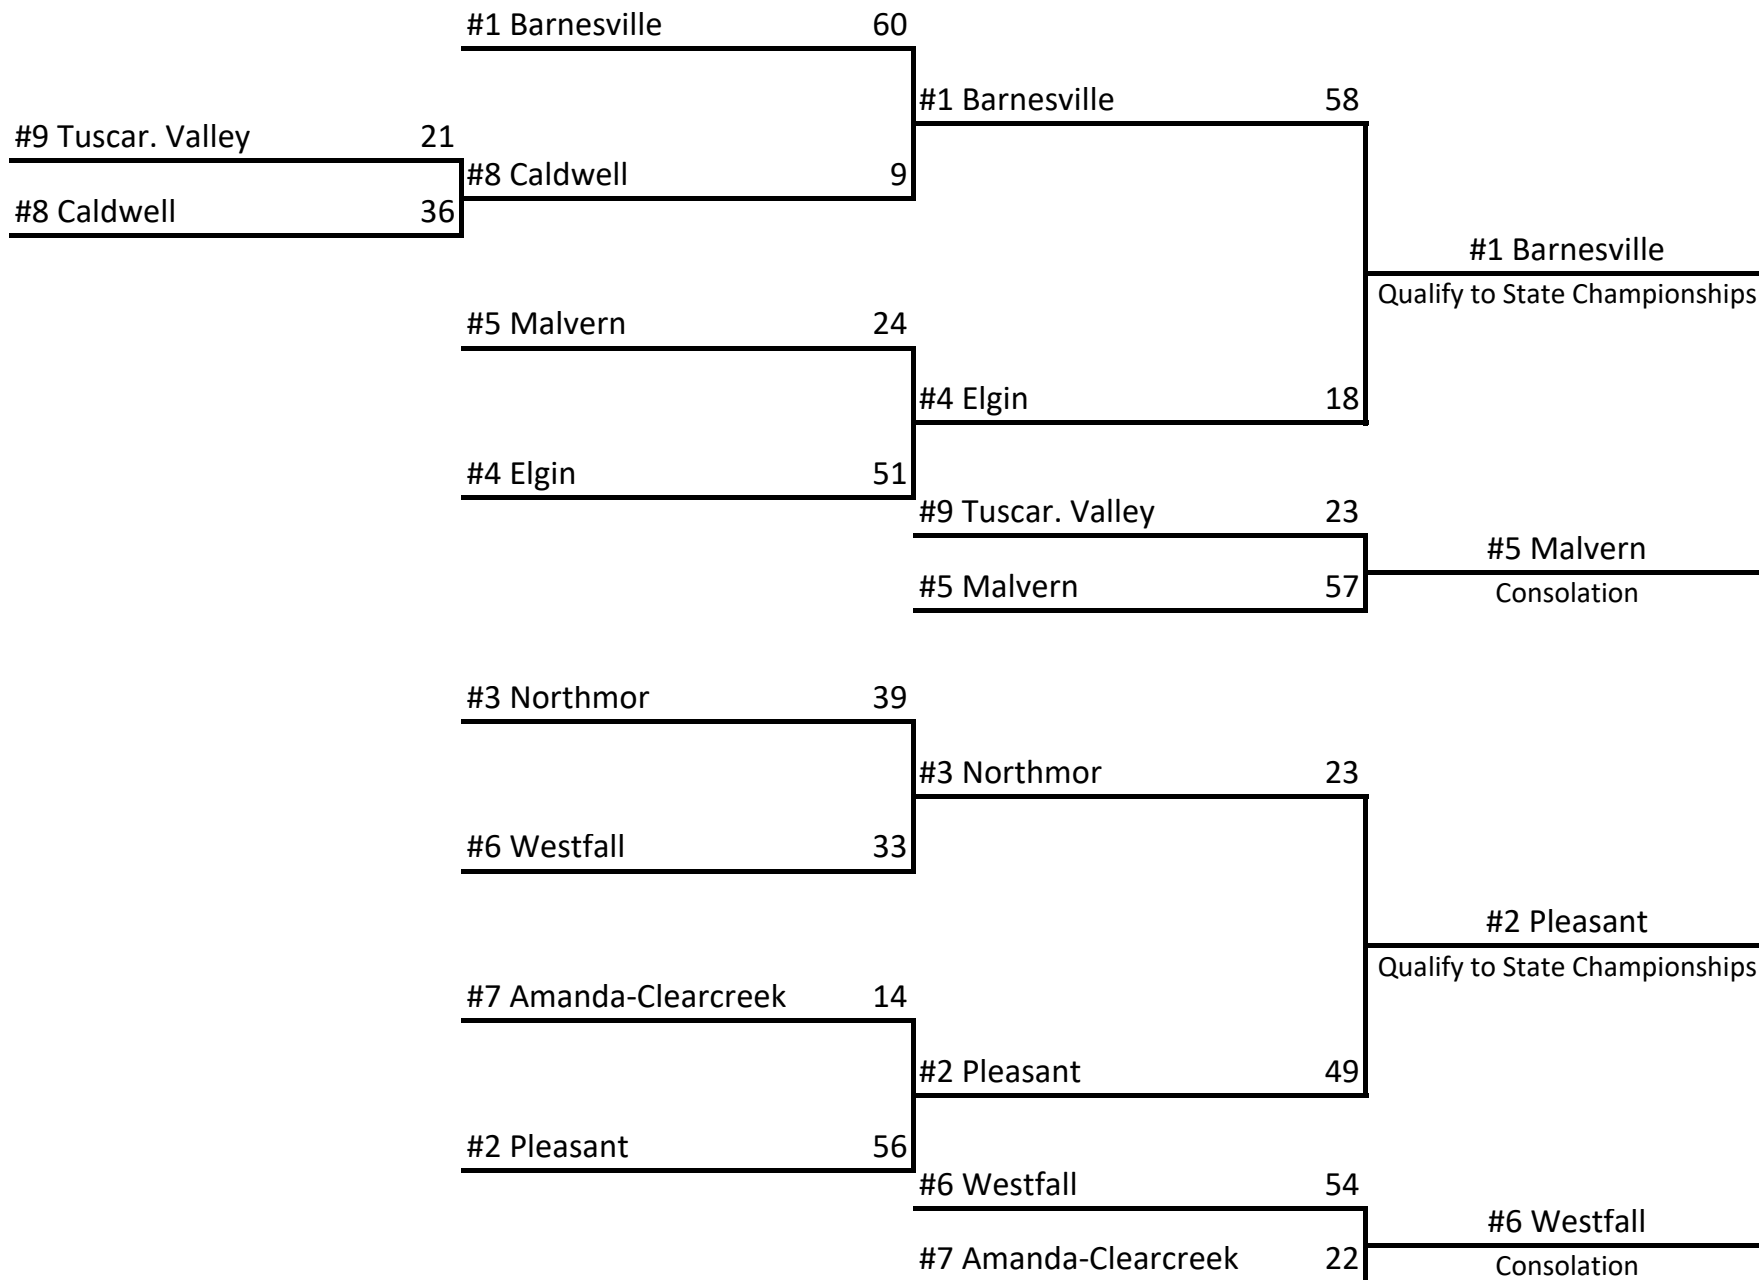 #1 Barnesville 60
#1 Barnesville 58
#9 Tuscar. Valley 21
#8 Caldwell 9
#8 Caldwell 36
#1 Barnesville
Qualify to State Championships
#5 Malvern 24
#4 Elgin 18
#4 Elgin 51
#9 Tuscar. Valley 23
#5 Malvern
#5 Malvern 57
Consolation
#3 Northmor 39
#3 Northmor 23
#6 Westfall 33
#2 Pleasant
Qualify to State Championships
#7 Amanda-Clearcreek 14
#2 Pleasant 49
#2 Pleasant 56
#6 Westfall 54
#6 Westfall
#7 Amanda-Clearcreek 22
Consolation